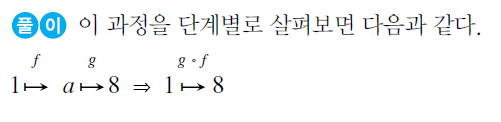 풀이 이 과정을 단계별로 살펴보면 다음과 같다.
f g g∘f
1 ↦ a ↦ 8 ⇒ 1 ↦ 8